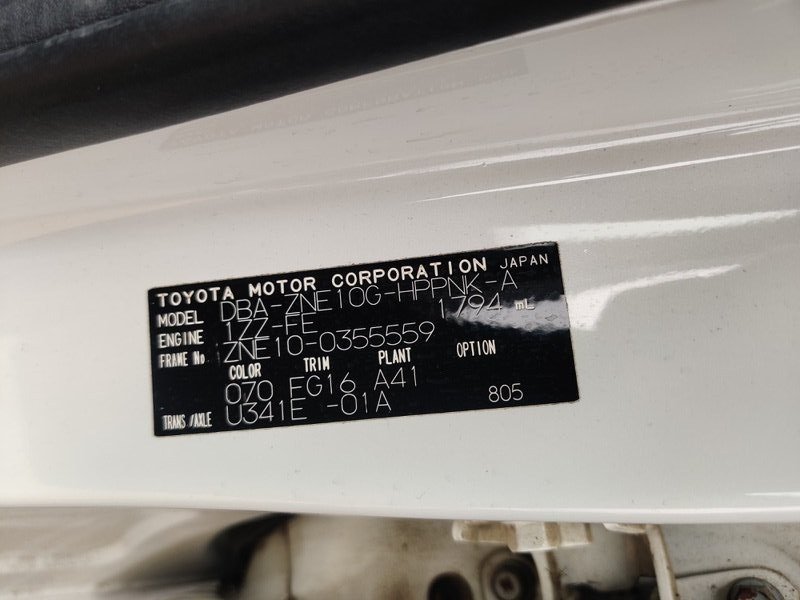 TOYOTA MOTOR CORPORATION JAPAN
MODEL DBA-ZNE10G-HPPNK-A
ENGINE 1ZZ-FE 1794 mL
FRAME No ZNE10-0355559
COLOR TRIM PLANT OPTION
070 EG16 A41
TRANS/AXLE U341E -01A 805